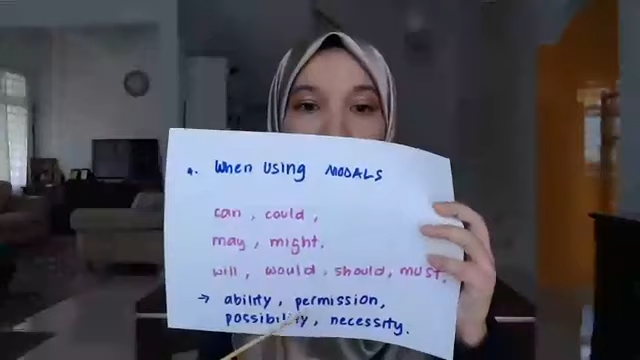 4. When using MODALS
can, could,
may, might.
will, would, should, must.
→ ability, permission,
possibility, necessity.